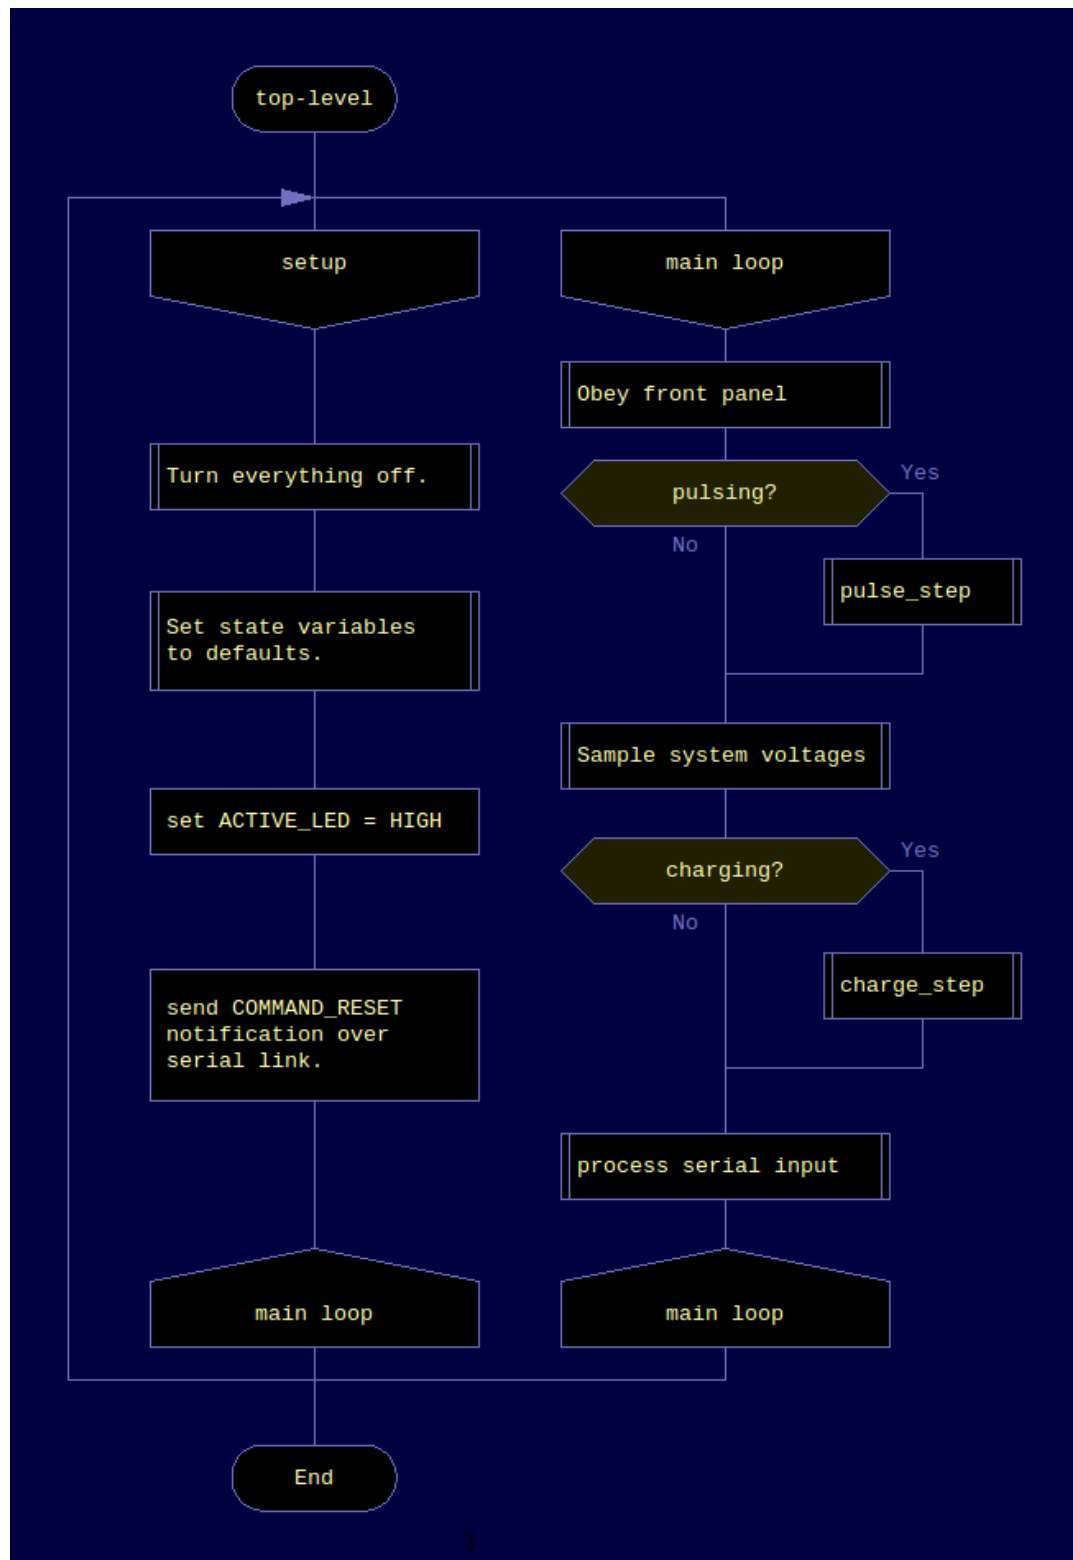 top-level
setup
Turn everything off.
Set state variables
to defaults.
set ACTIVE_LED = HIGH
send COMMAND_RESET
notification over
serial link.
main loop
main loop
Obey front panel
pulsing?
Yes
No
pulse_step
Sample system voltages
charging?
Yes
No
charge_step
process serial input
main loop
End
3